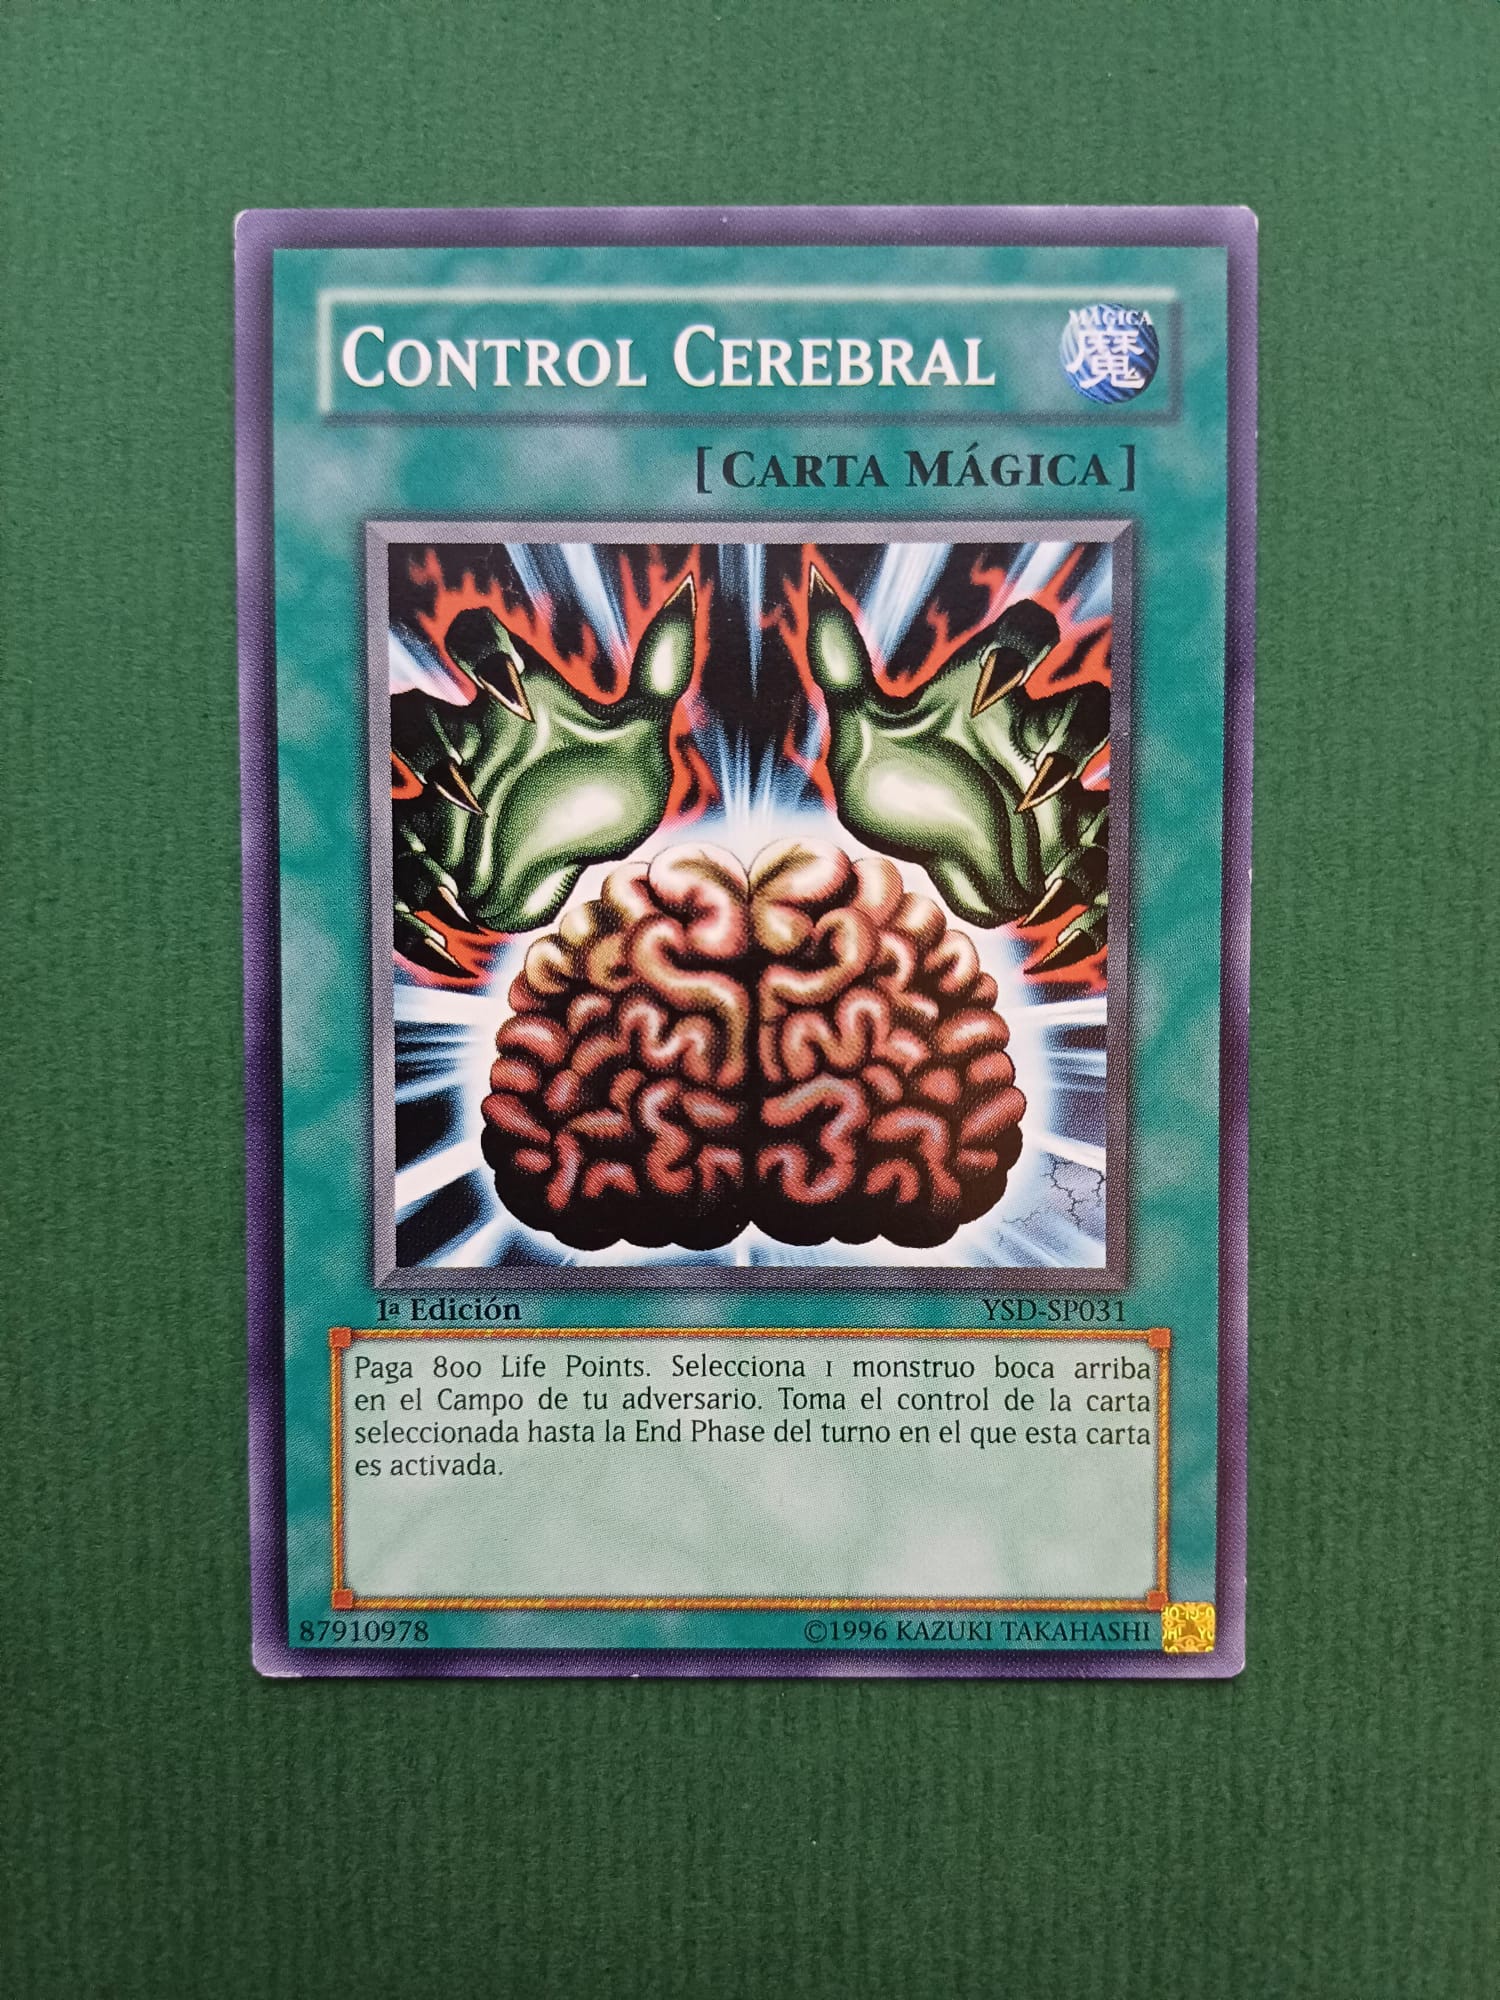 CONTROL CEREBRAL
MÁGICA
魔
[CARTA MÁGICA]
1ª Edición
YSD-SP031
Paga 800 Life Points. Selecciona 1 monstruo boca arriba
en el Campo de tu adversario. Toma el control de la carta
seleccionada hasta la End Phase del turno en el que esta carta
es activada.
87910978
©1996 KAZUKI TAKAHASHI